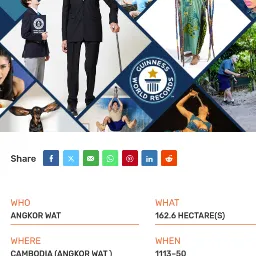 GUINNESS
WORLD RECORDS
Share
WHO
WHAT
ANGKOR WAT
162.6 HECTARE(S)
WHERE
WHEN
CAMBODIA (ANGKOR WAT )
1113–50